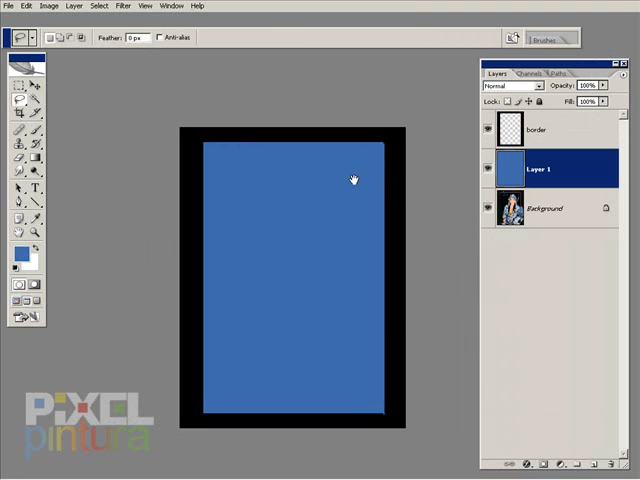 File Edit Image Layer Select Filter View Window Help
Feather: 0 px Anti-alias
Brushes
Layers Channels Paths
Normal Opacity: 100%
Lock: Fill: 100%
border
Layer 1
Background
T
PIXEL
pintura